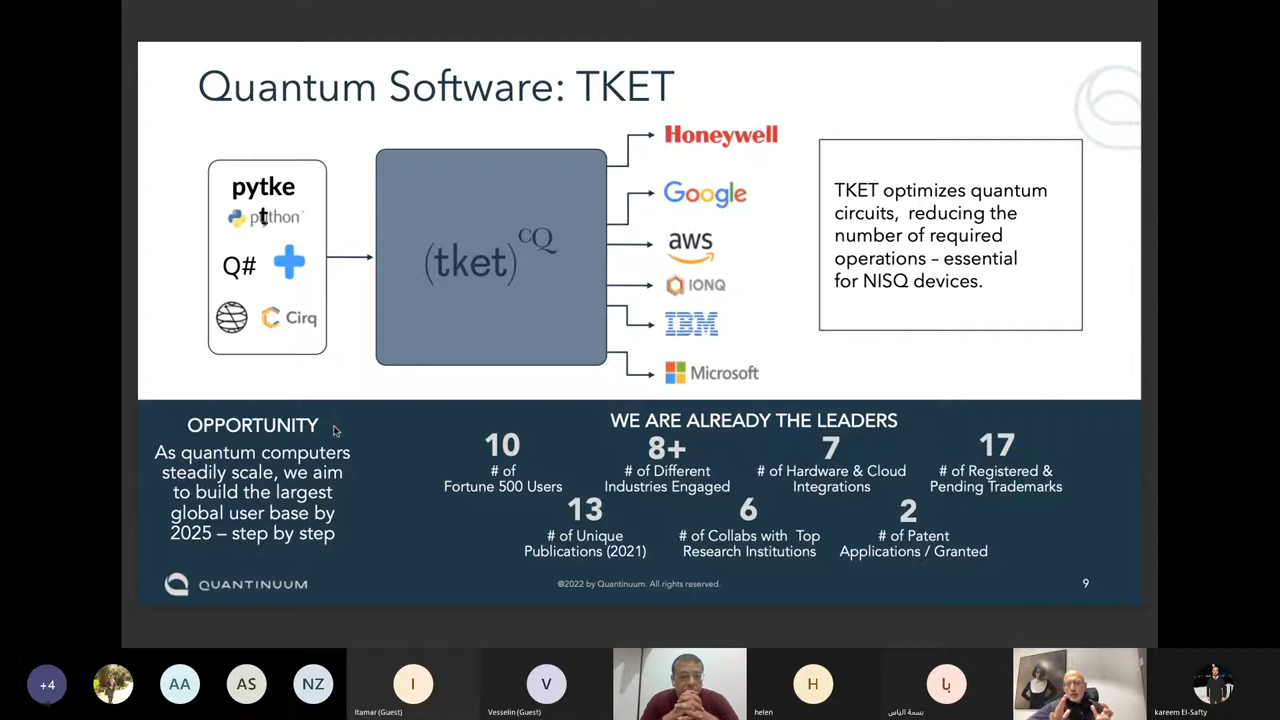 Quantum Software: TKET
pytke
t
python
Q#
Cirq
(tket)CQ
Honeywell
Google
aws
IONQ
IBM
Microsoft
TKET optimizes quantum
circuits, reducing the
number of required
operations – essential
for NISQ devices.
OPPORTUNITY
As quantum computers
steadily scale, we aim
to build the largest
global user base by
2025 – step by step
WE ARE ALREADY THE LEADERS
10
# of
Fortune 500 Users
8+
# of Different
Industries Engaged
7
# of Hardware & Cloud
Integrations
17
# of Registered &
Pending Trademarks
13
# of Unique
Publications (2021)
6
# of Collabs with Top
Research Institutions
2
# of Patent
Applications / Granted
QUANTINUUM
@2022 by Quantinuum. All rights reserved.
9
+4
AA
AS
NZ
I
Itamar (Guest)
V
Vesselin (Guest)
H
helen
با
بسمة الياس
kareem El-Safty